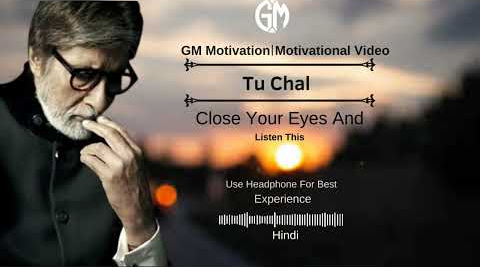 GM
GM Motivation|Motivational Video
Tu Chal
Close Your Eyes And
Listen This
Use Headphone For Best
Experience
Hindi